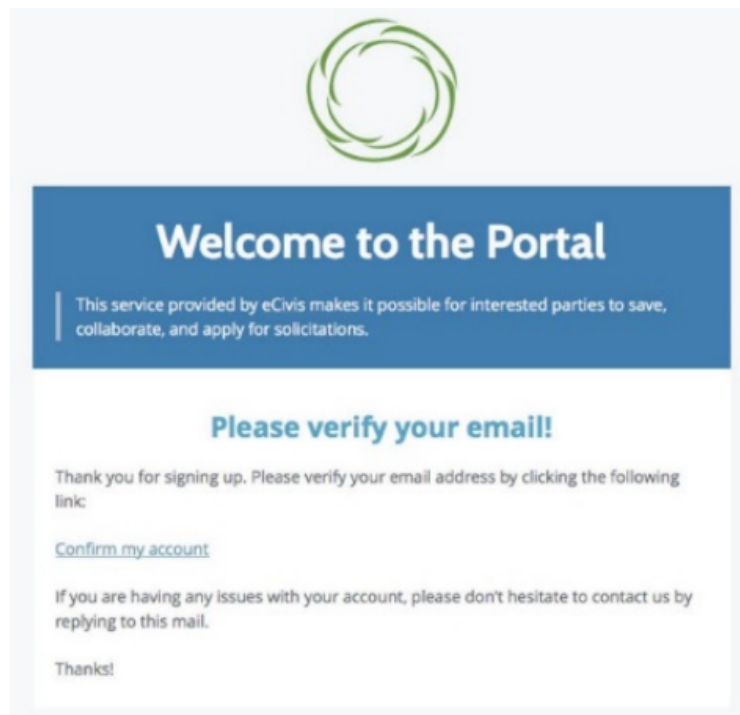 Welcome to the Portal
This service provided by eCivis makes it possible for interested parties to save,
collaborate, and apply for solicitations.
Please verify your email!
Thank you for signing up. Please verify your email address by clicking the following
link:
Confirm my account
If you are having any issues with your account, please don't hesitate to contact us by
replying to this mail.
Thanks!